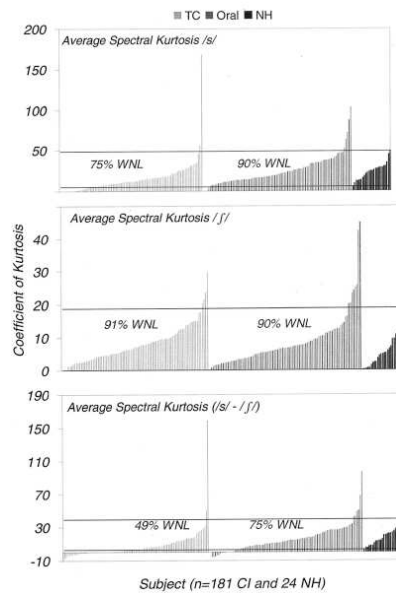 TC Oral NH
Average Spectral Kurtosis /s/
200
150
100
50
75% WNL
90% WNL
Average Spectral Kurtosis /ʃ/
40
30
20
10
0
91% WNL
90% WNL
Coefficient of Kurtosis
Average Spectral Kurtosis (/s/ - /ʃ/)
190
150
110
70
30
-10
49% WNL
75% WNL
Subject (n=181 CI and 24 NH)